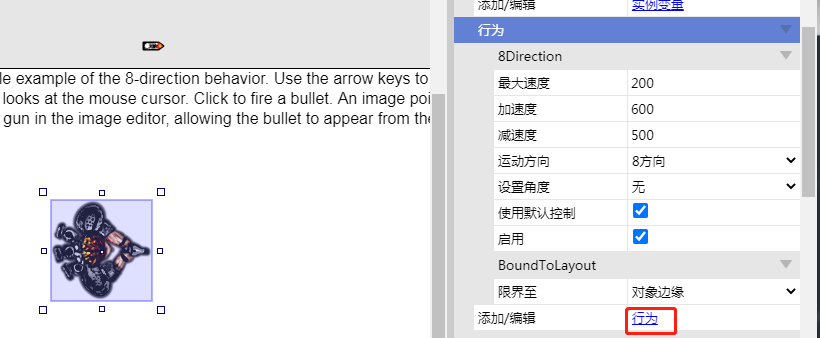 le example of the 8-direction behavior. Use the arrow keys to
looks at the mouse cursor. Click to fire a bullet. An image poi
gun in the image editor, allowing the bullet to appear from the
添加/编辑 实例变量
行为
8Direction
最大速度 200
加速度 600
减速度 500
运动方向 8方向
设置角度 无
使用默认控制
启用
BoundToLayout
限界至 对象边缘
添加/编辑 行为